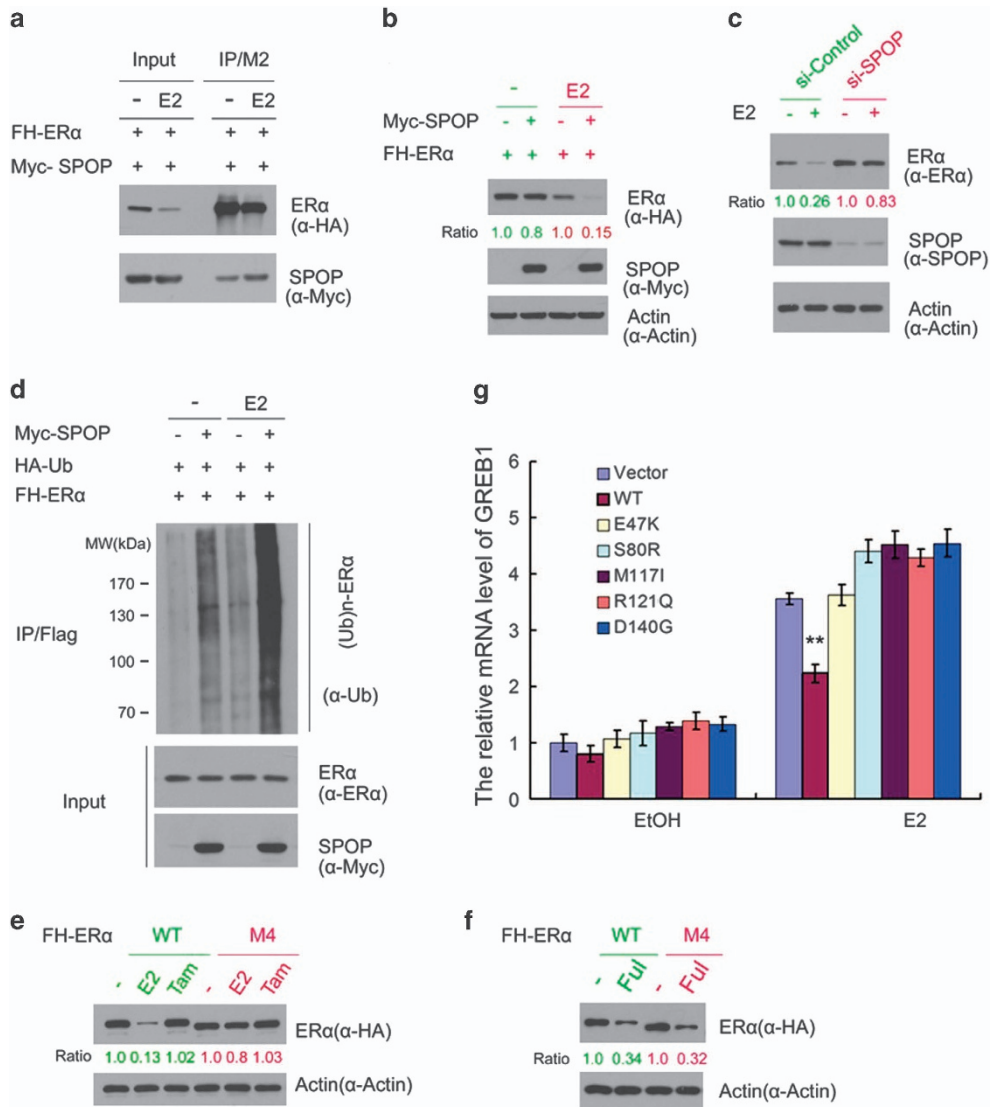 a
Input IP/M2
- E2 - E2
FH-ERα + + + +
Myc- SPOP + + + +
ERα
(α-HA)
SPOP
(α-Myc)
b
- E2
Myc-SPOP - + - +
FH-ERα + + + +
ERα
(α-HA)
Ratio 1.0 0.8 1.0 0.15
SPOP
(α-Myc)
Actin
(α-Actin)
c
si-Control si-SPOP
E2 - + - +
ERα
(α-ERα)
Ratio 1.0 0.26 1.0 0.83
SPOP
(α-SPOP)
Actin
(α-Actin)
d
- E2
Myc-SPOP - + - +
HA-Ub + + + +
FH-ERα + + + +
MW(kDa)
170
130
100
70
IP/Flag
(Ub)n-ERα
(α-Ub)
Input
ERα
(α-ERα)
SPOP
(α-Myc)
g
The relative mRNA level of GREB1
6
5
4
3
2
1
0
Vector
WT
E47K
S80R
M117I
R121Q
D140G
**
EtOH E2
e
FH-ERα WT M4
- E2 Tam - E2 Tam
ERα(α-HA)
Ratio 1.0 0.13 1.02 1.0 0.8 1.03
Actin(α-Actin)
f
FH-ERα WT M4
- Ful - Ful
ERα(α-HA)
Ratio 1.0 0.34 1.0 0.32
Actin(α-Actin)